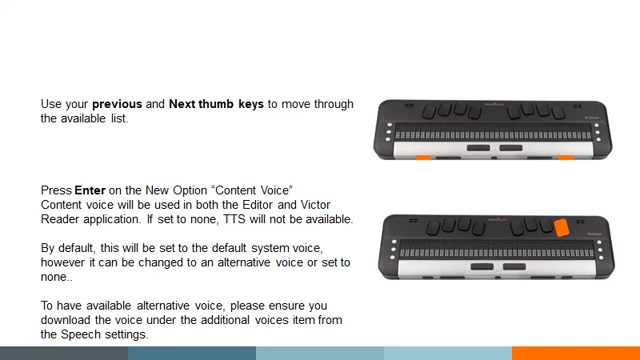 Use your previous and Next thumb keys to move through
the available list.
Press Enter on the New Option “Content Voice”
Content voice will be used in both the Editor and Victor
Reader application. If set to none, TTS will not be available.
By default, this will be set to the default system voice,
however it can be changed to an alternative voice or set to
none..
To have available alternative voice, please ensure you
download the voice under the additional voices item from
the Speech settings.